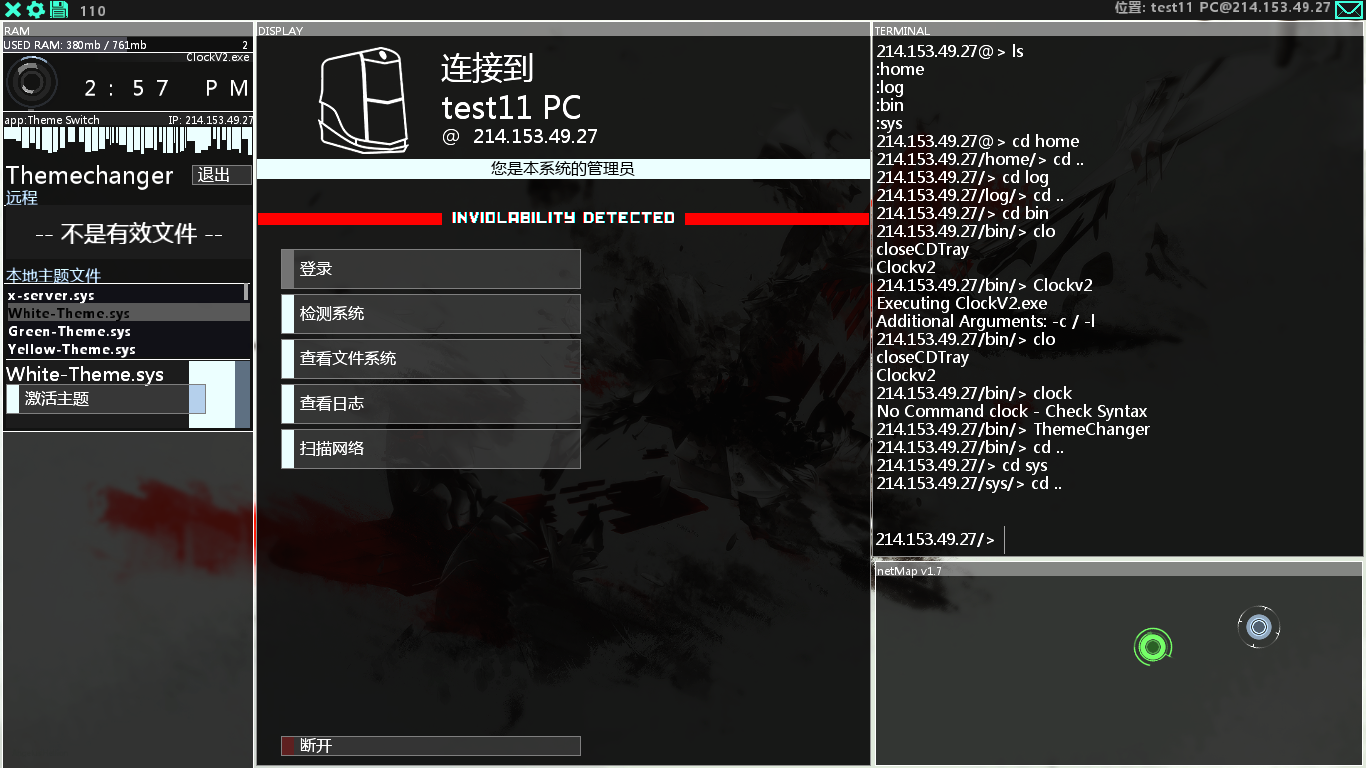 110
位置: test11 PC@214.153.49.27
RAM
USED RAM: 380mb / 761mb 2
ClockV2.exe
2 : 5 7 P M
app:Theme Switch IP: 214.153.49.27
Themechanger 退出
远程
-- 不是有效文件 --
本地主题文件
x-server.sys
White-Theme.sys
Green-Theme.sys
Yellow-Theme.sys
White-Theme.sys
激活主题
DISPLAY
连接到
test11 PC
@ 214.153.49.27
您是本系统的管理员
INVIOLABILITY DETECTED
登录
检测系统
查看文件系统
查看日志
扫描网络
断开
TERMINAL
214.153.49.27@> ls
:home
:log
:bin
:sys
214.153.49.27@> cd home
214.153.49.27/home/> cd ..
214.153.49.27/> cd log
214.153.49.27/log/> cd ..
214.153.49.27/> cd bin
214.153.49.27/bin/> clo
closeCDTray
Clockv2
214.153.49.27/bin/> Clockv2
Executing ClockV2.exe
Additional Arguments: -c / -l
214.153.49.27/bin/> clo
closeCDTray
Clockv2
214.153.49.27/bin/> clock
No Command clock - Check Syntax
214.153.49.27/bin/> ThemeChanger
214.153.49.27/bin/> cd ..
214.153.49.27/> cd sys
214.153.49.27/sys/> cd ..
214.153.49.27/>
netMap v1.7